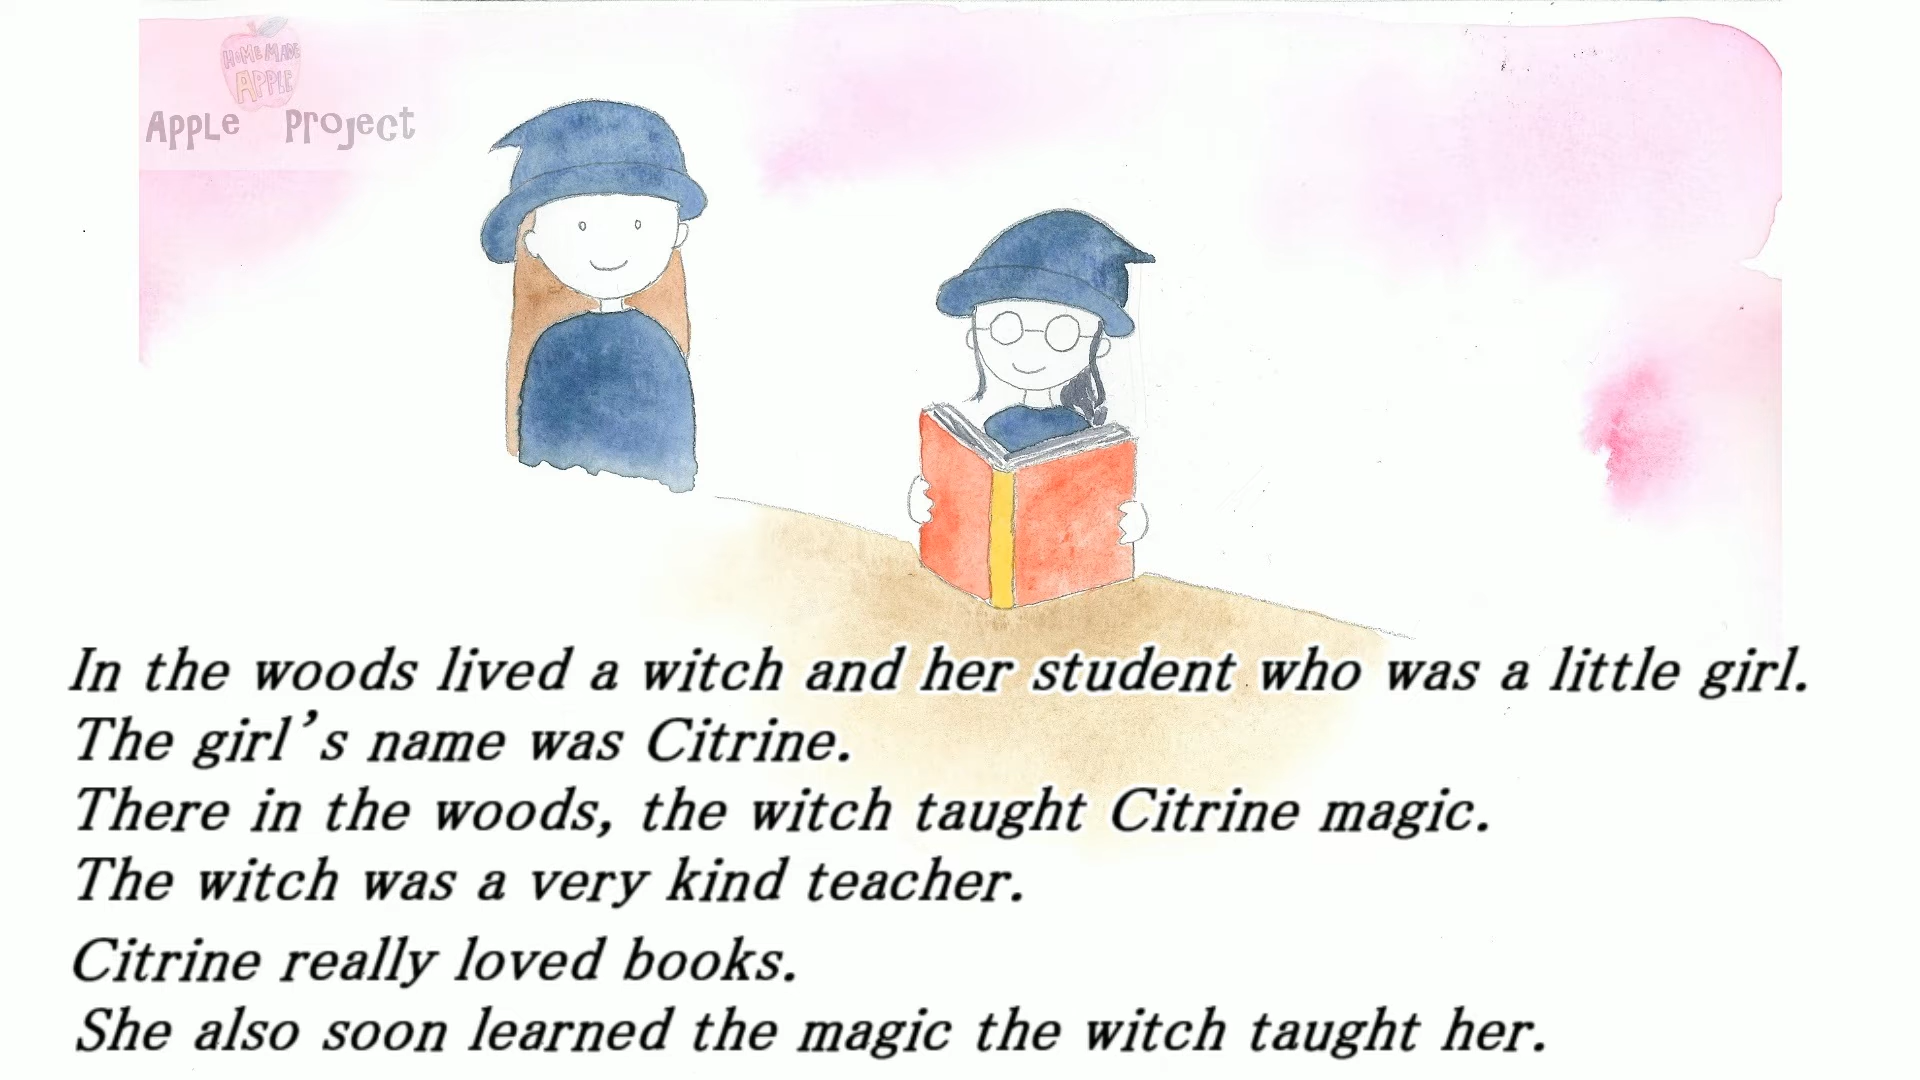 HOMEMADE
APPLE
Apple Project
In the woods lived a witch and her student who was a little girl.
The girl’s name was Citrine.
There in the woods, the witch taught Citrine magic.
The witch was a very kind teacher.
Citrine really loved books.
She also soon learned the magic the witch taught her.